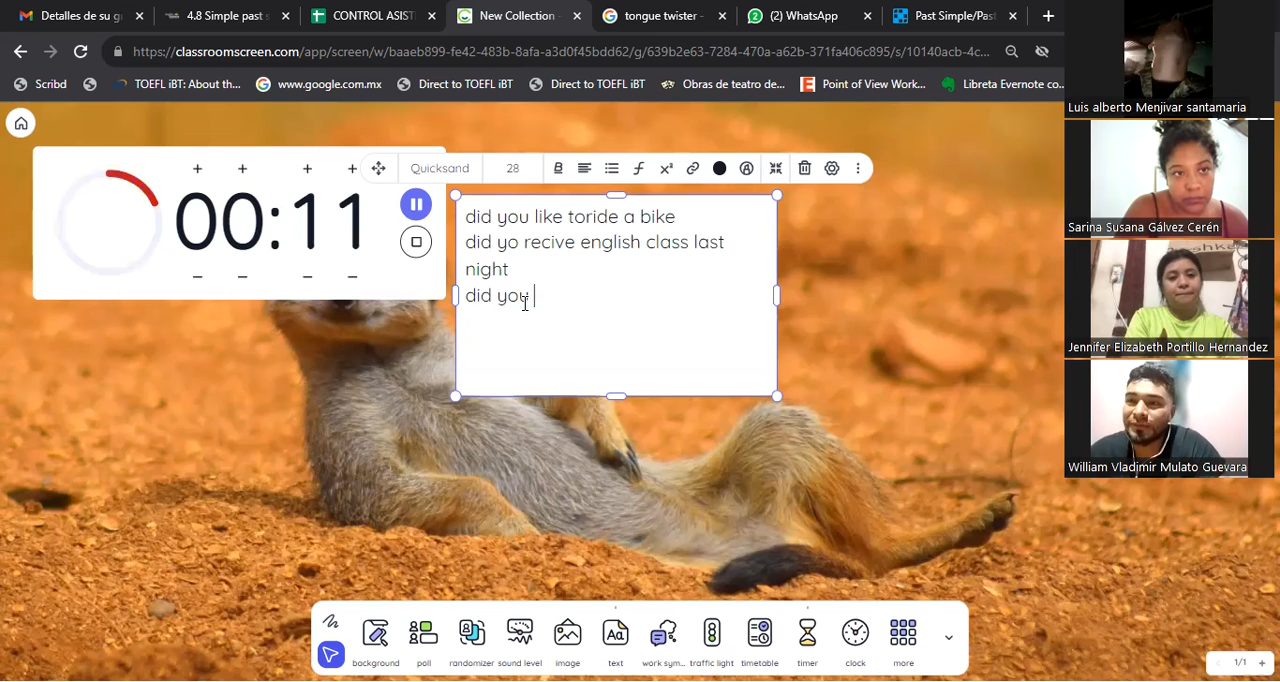 Detalles de su g
4.8 Simple past s
CONTROL ASIST
New Collection -
tongue twister -
(2) WhatsApp
Past Simple/Past
https://classroomscreen.com/app/screen/w/baaeb899-fe42-483b-8afa-a3d0f45bdd62/g/639b2e63-7284-470a-a62b-371fa406c895/s/10140acb-4c...
Scribd
TOEFL iBT: About th...
www.google.com.mx
Direct to TOEFL iBT
Direct to TOEFL iBT
Obras de teatro de...
Point of View Work...
Libreta Evernote co...
Quicksand
28
00:11
did you like toride a bike
did yo recive english class last
night
did you
Luis alberto Menjivar santamaria
Sarina Susana Gálvez Cerén
Jennifer Elizabeth Portillo Hernandez
William Vladimir Mulato Guevara
background
poll
randomizer
sound level
image
text
work sym...
traffic light
timetable
timer
clock
more
1/1